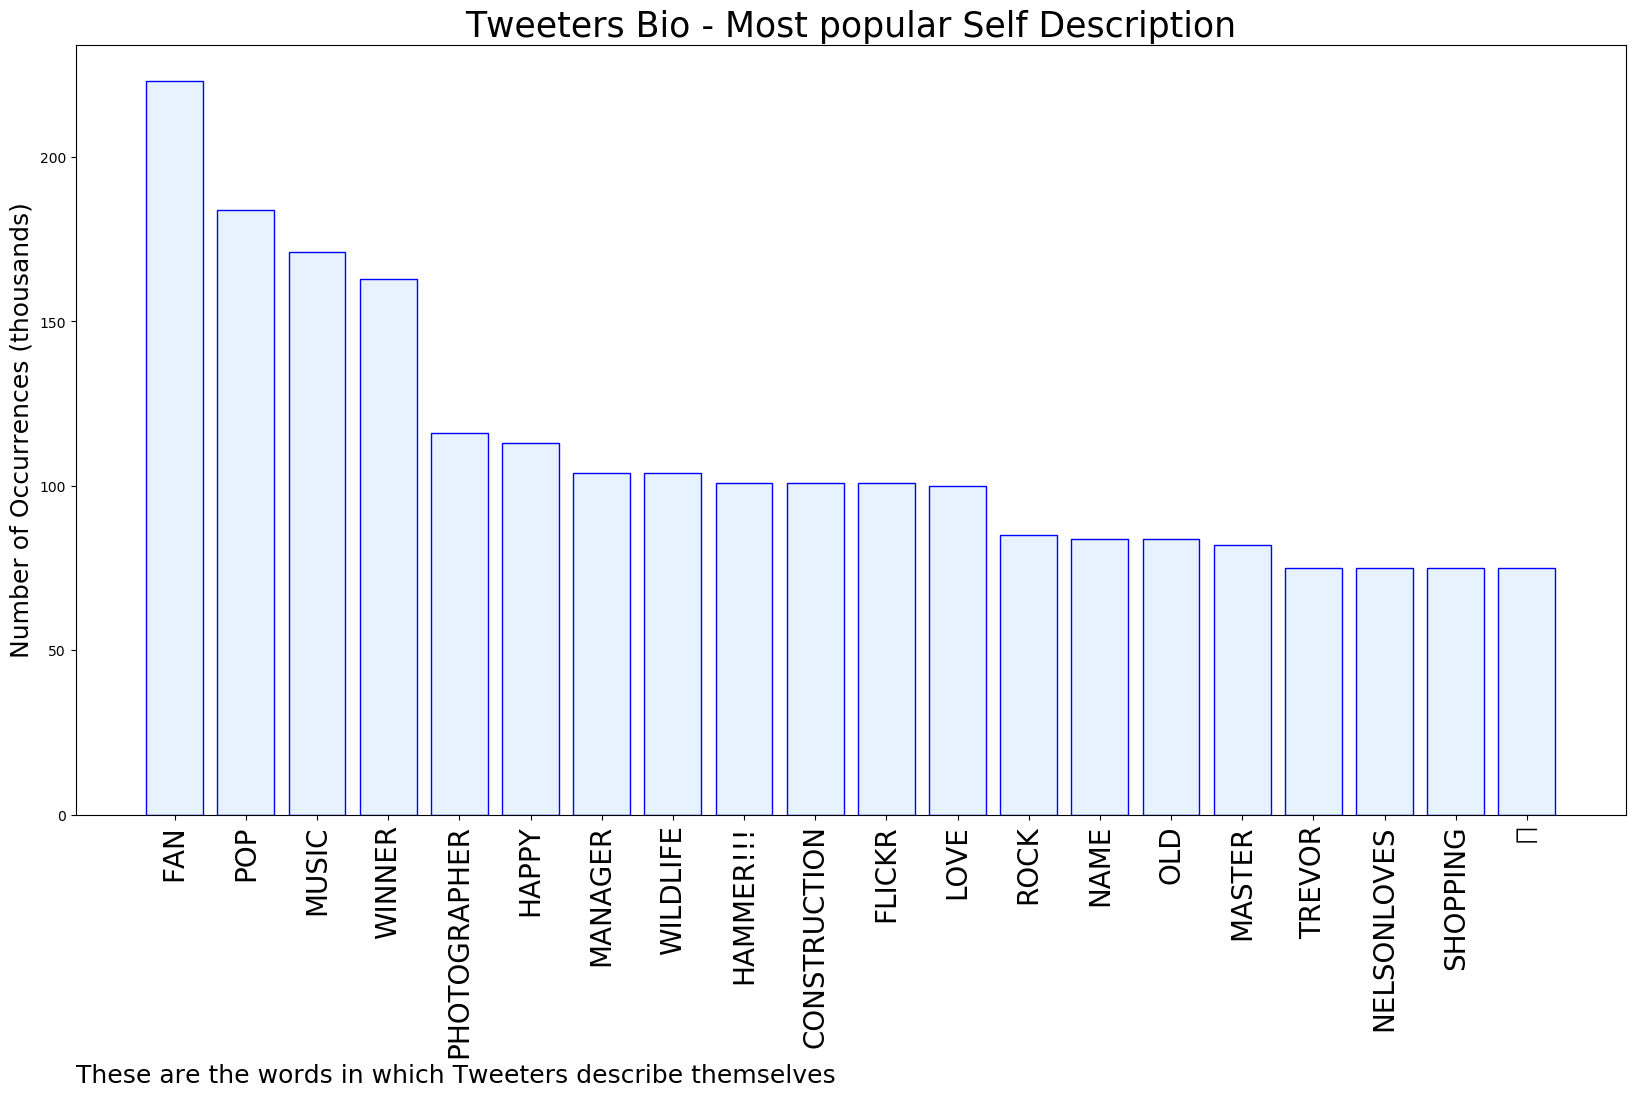 Tweeters Bio - Most popular Self Description
Number of Occurrences (thousands)
200
150
100
50
0
FAN
POP
MUSIC
WINNER
PHOTOGRAPHER
HAPPY
MANAGER
WILDLIFE
HAMMER!!!
CONSTRUCTION
FLICKR
LOVE
ROCK
NAME
OLD
MASTER
TREVOR
NELSONLOVES
SHOPPING
These are the words in which Tweeters describe themselves